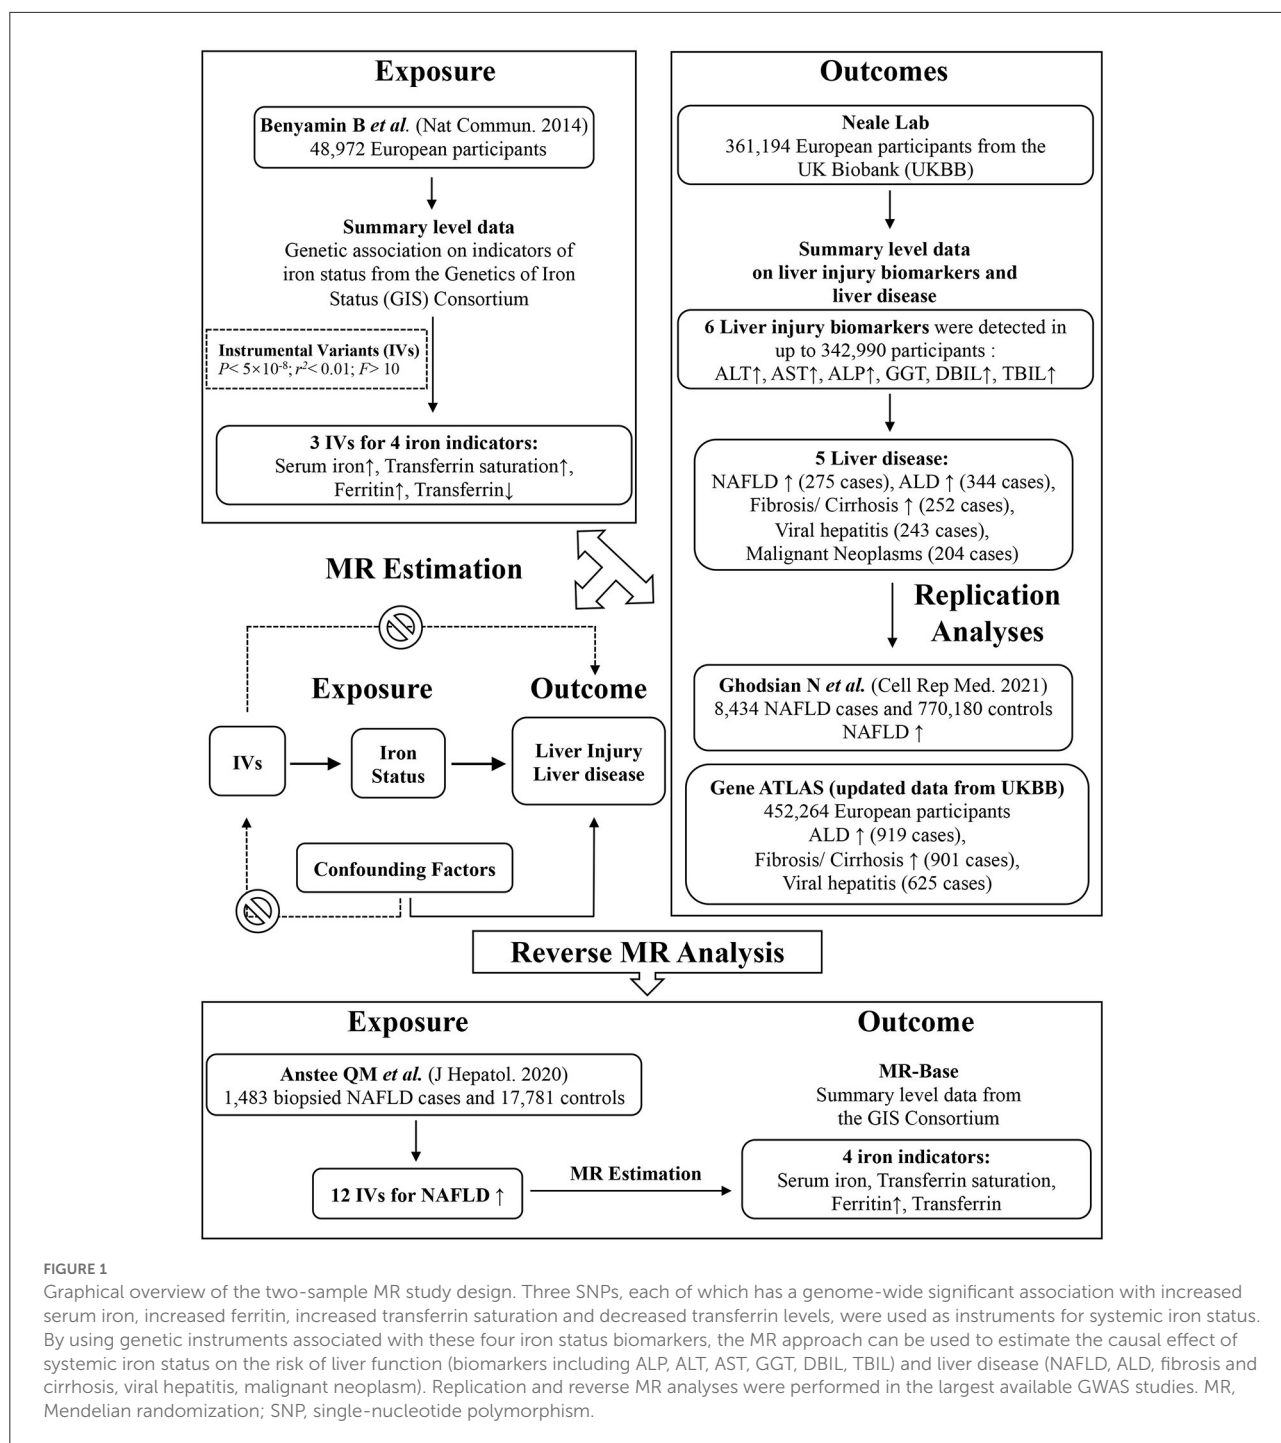 Exposure
Benyamin B et al. (Nat Commun. 2014)
48,972 European participants
Summary level data
Genetic association on indicators of
iron status from the Genetics of Iron
Status (GIS) Consortium
Instrumental Variants (IVs)
P< 5×10-8; r²< 0.01; F> 10
3 IVs for 4 iron indicators:
Serum iron↑, Transferrin saturation↑,
Ferritin↑, Transferrin↓
Outcomes
Neale Lab
361,194 European participants from the
UK Biobank (UKBB)
Summary level data
on liver injury biomarkers and
liver disease
6 Liver injury biomarkers were detected in
up to 342,990 participants :
ALT↑, AST↑, ALP↑, GGT, DBIL↑, TBIL↑
5 Liver disease:
NAFLD ↑ (275 cases), ALD ↑ (344 cases),
Fibrosis/ Cirrhosis ↑ (252 cases),
Viral hepatitis (243 cases),
Malignant Neoplasms (204 cases)
Replication
Analyses
Ghodsian N et al. (Cell Rep Med. 2021)
8,434 NAFLD cases and 770,180 controls
NAFLD ↑
Gene ATLAS (updated data from UKBB)
452,264 European participants
ALD ↑ (919 cases),
Fibrosis/ Cirrhosis ↑ (901 cases),
Viral hepatitis (625 cases)
MR Estimation
Exposure
Outcome
IVs
Iron
Status
Liver Injury
Liver disease
Confounding Factors
Reverse MR Analysis
Exposure
Anstee QM et al. (J Hepatol. 2020)
1,483 biopsied NAFLD cases and 17,781 controls
12 IVs for NAFLD ↑
MR Estimation
Outcome
MR-Base
Summary level data from
the GIS Consortium
4 iron indicators:
Serum iron, Transferrin saturation,
Ferritin↑, Transferrin
FIGURE 1
Graphical overview of the two-sample MR study design. Three SNPs, each of which has a genome-wide significant association with increased
serum iron, increased ferritin, increased transferrin saturation and decreased transferrin levels, were used as instruments for systemic iron status.
By using genetic instruments associated with these four iron status biomarkers, the MR approach can be used to estimate the causal effect of
systemic iron status on the risk of liver function (biomarkers including ALP, ALT, AST, GGT, DBIL, TBIL) and liver disease (NAFLD, ALD, fibrosis and
cirrhosis, viral hepatitis, malignant neoplasm). Replication and reverse MR analyses were performed in the largest available GWAS studies. MR,
Mendelian randomization; SNP, single-nucleotide polymorphism.